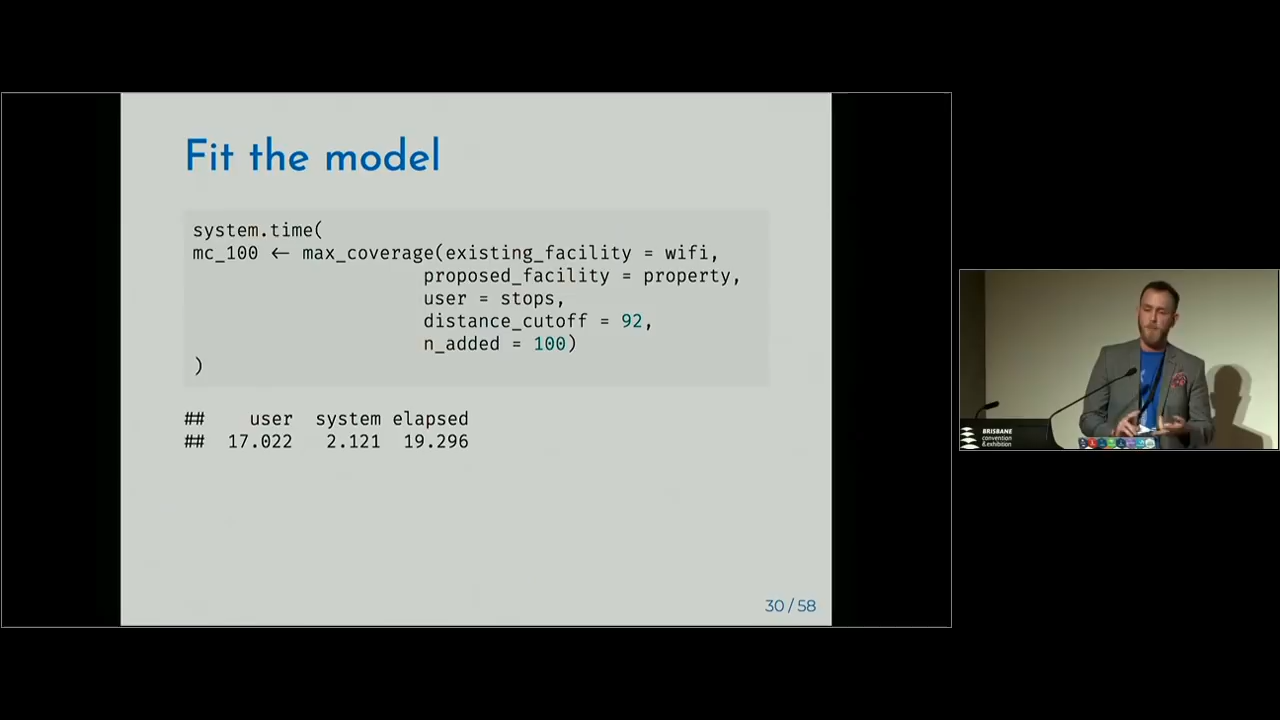 Fit the model
system.time(
mc_100 ← max_coverage(existing_facility = wifi,
proposed_facility = property,
user = stops,
distance_cutoff = 92,
n_added = 100)
)
## user system elapsed
## 17.022 2.121 19.296
30 / 58
BRISBANE
convention
& exhibition